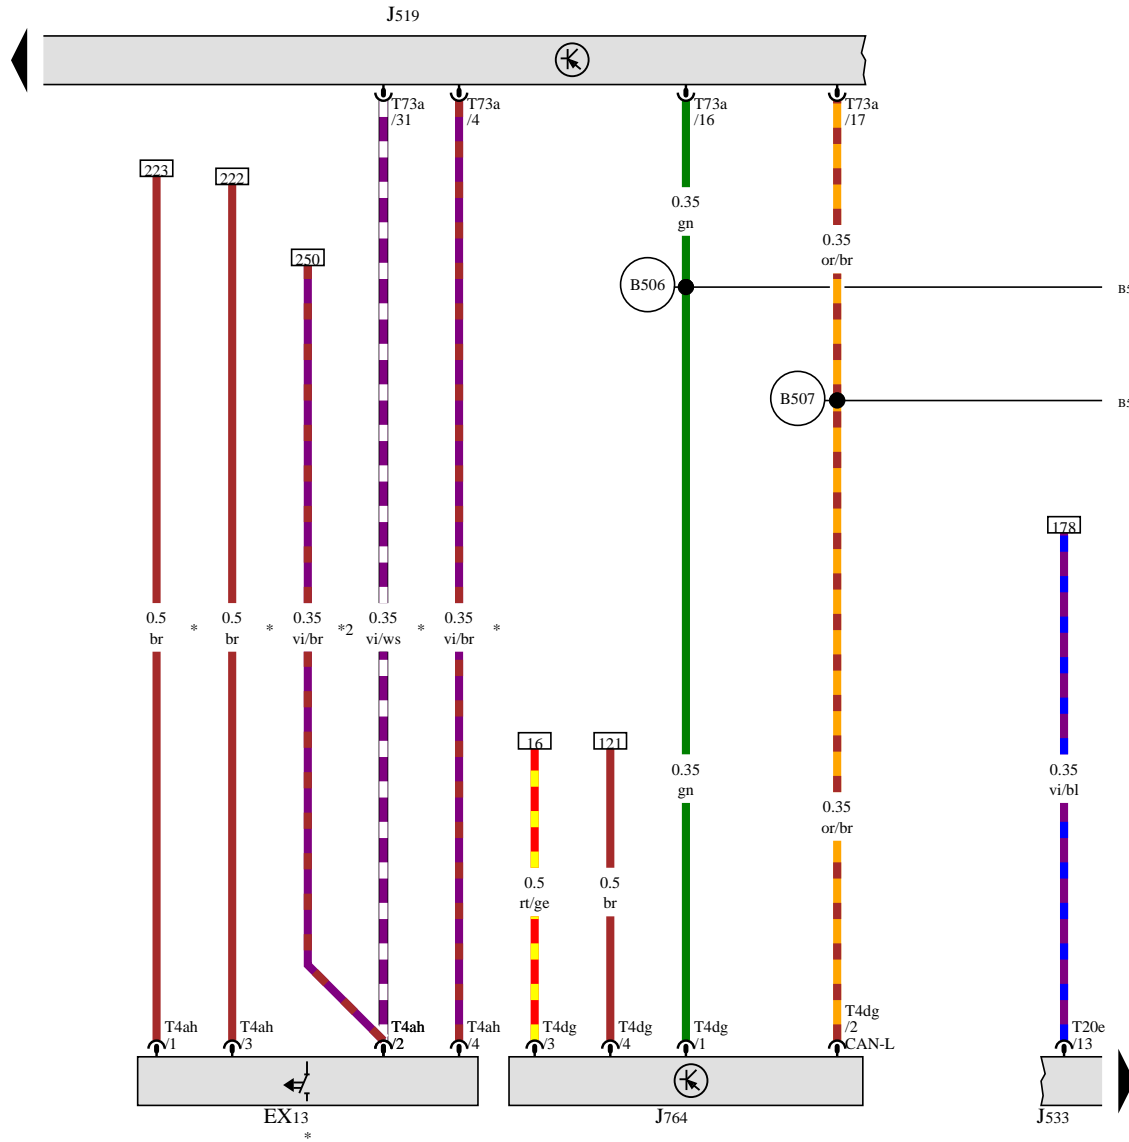 J519
T73a
/31
T73a
/4
T73a
/16
T73a
/17
223
222
0.35
gn
0.35
or/br
250
B506
B5
B507
B5
178
0.5
br
*
0.5
br
*
0.35
vi/br
*2
0.35
vi/ws
*
0.35
vi/br
*
16
121
0.35
gn
0.35
vi/bl
0.35
or/br
0.5
rt/ge
0.5
br
T4ah
/1
T4ah
/3
T4ah
/2
T4ah
/4
T4dg
/3
T4dg
/4
T4dg
/1
T4dg
/2
CAN-L
T20e
/13
EX13
*
J764
J533